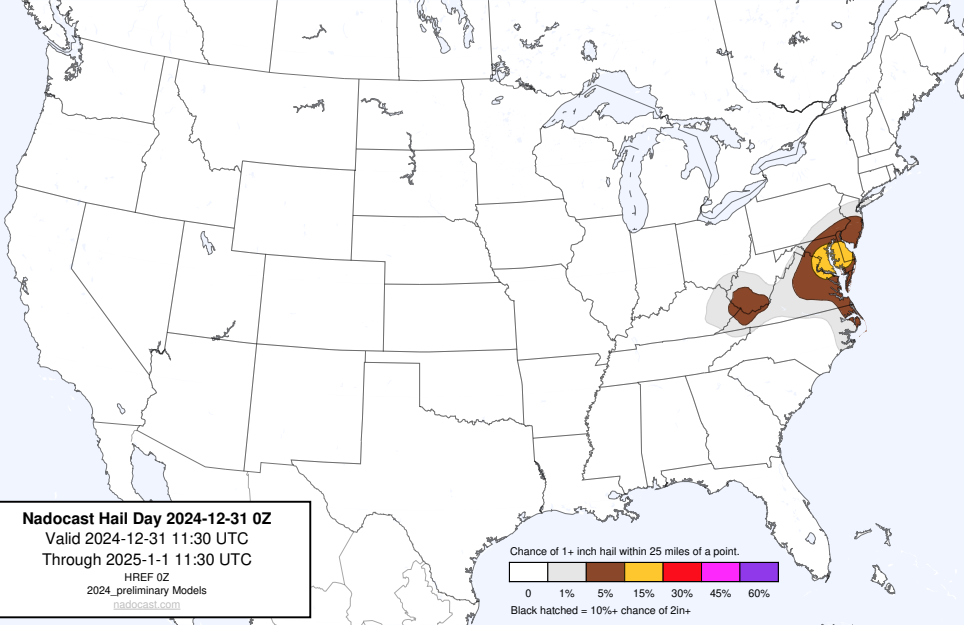 Nadocast Hail Day 2024-12-31 0Z
Valid 2024-12-31 11:30 UTC
Through 2025-1-1 11:30 UTC
HREF 0Z
2024_preliminary Models
nadocast.com
Chance of 1+ inch hail within 25 miles of a point.
0 1% 5% 15% 30% 45% 60%
Black hatched = 10%+ chance of 2in+